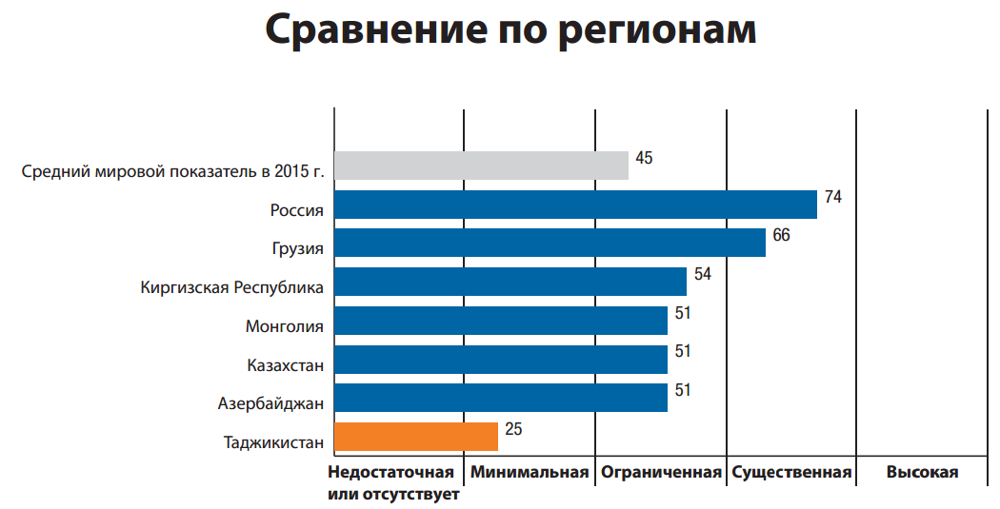 Сравнение по регионам
Средний мировой показатель в 2015 г. 45
Россия 74
Грузия 66
Киргизская Республика 54
Монголия 51
Казахстан 51
Азербайджан 51
Таджикистан 25
Недостаточная Минимальная Ограниченная Существенная Высокая
или отсутствует